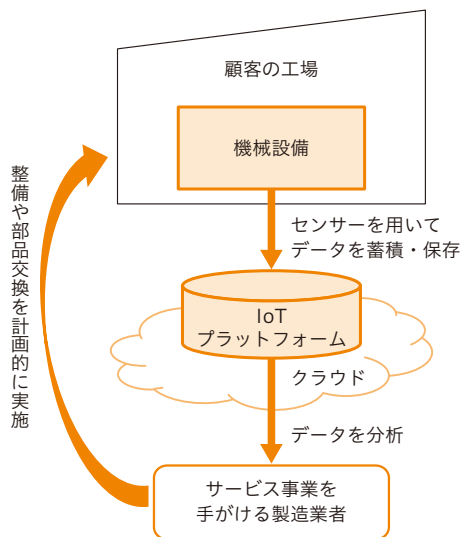 顧客の工場
機械設備
センサーを用いて
データを蓄積・保存
IoT
プラットフォーム
クラウド
データを分析
サービス事業を
手がける製造業者
整備や部品交換を計画的に実施